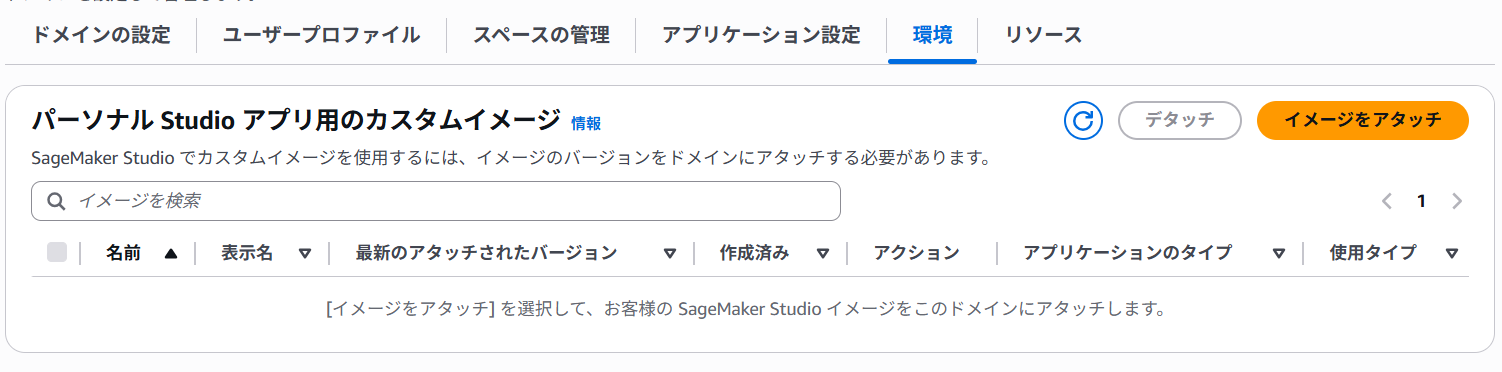 ドメインの設定 ユーザープロファイル スペースの管理 アプリケーション設定 環境 リソース
パーソナル Studio アプリ用のカスタムイメージ 情報 デタッチ イメージをアタッチ
SageMaker Studio でカスタムイメージを使用するには、イメージのバージョンをドメインにアタッチする必要があります。
イメージを検索 1
名前 表示名 最新のアタッチされたバージョン 作成済み アクション アプリケーションのタイプ 使用タイプ
[イメージをアタッチ] を選択して、お客様の SageMaker Studio イメージをこのドメインにアタッチします。